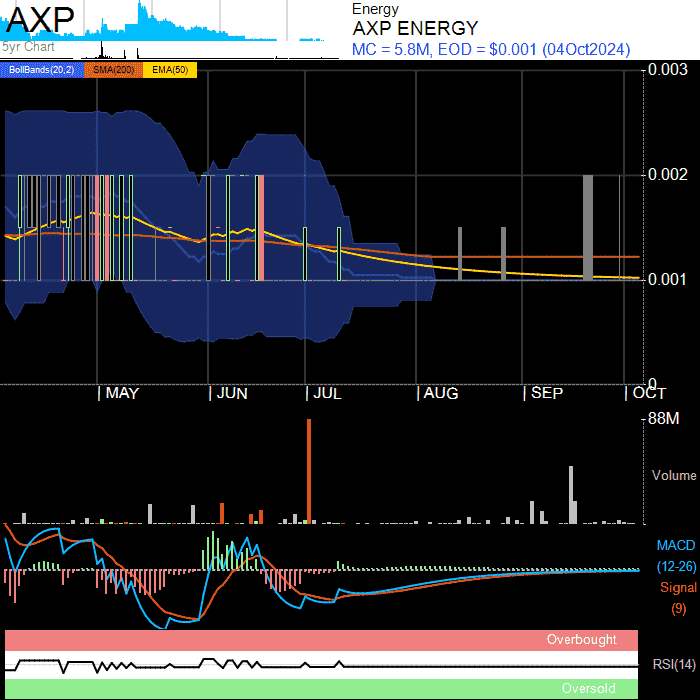 AXP
5yr Chart
Energy
AXP ENERGY
MC = 5.8M, EOD = $0.001 (04Oct2024)
BollBands(20,2) SMA(200) EMA(50)
0.003
0.002
0.001
0
MAY JUN JUL AUG SEP OCT
88M
Volume
MACD
(12-26)
Signal
(9)
Overbought
RSI(14)
Oversold